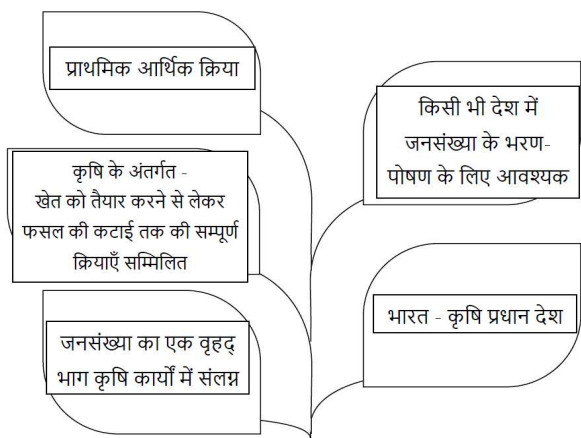 प्राथमिक आर्थिक क्रिया
किसी भी देश में
जनसंख्या के भरण-
पोषण के लिए आवश्यक
कृषि के अंतर्गत -
खेत को तैयार करने से लेकर
फसल की कटाई तक की सम्पूर्ण
क्रियाएँ सम्मिलित
भारत - कृषि प्रधान देश
जनसंख्या का एक वृहद्
भाग कृषि कार्यों में संलग्न